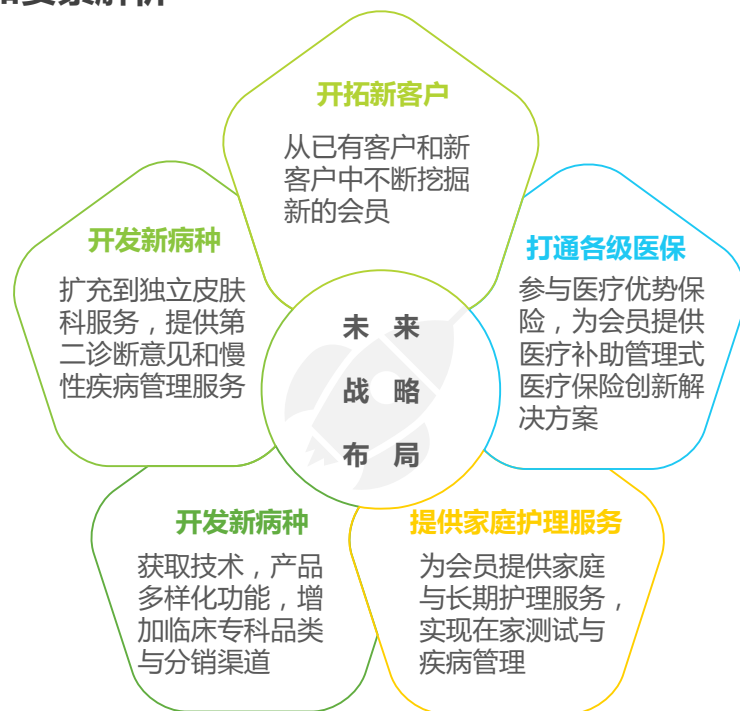 开拓新客户
从已有客户和新
客户中不断挖掘
新的会员
开发新病种
扩充到独立皮肤
科服务，提供第
二诊断意见和慢
性疾病管理服务
打通各级医保
参与医疗优势保
险，为会员提供
医疗补助管理式
医疗保险创新解
决方案
未 来
战 略
布 局
开发新病种
获取技术，产品
多样化功能，增
加临床专科品类
与分销渠道
提供家庭护理服务
为会员提供家庭
与长期护理服务，
实现在家测试与
疾病管理